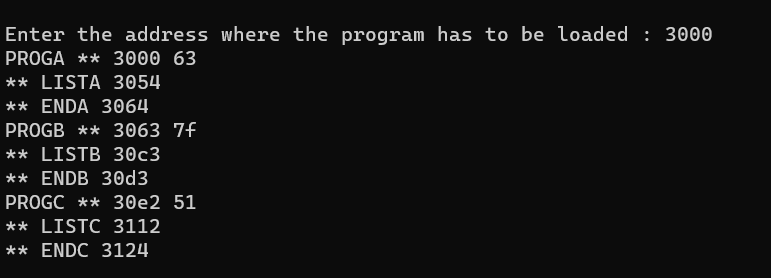 Enter the address where the program has to be loaded : 3000
PROGA ** 3000 63
** LISTA 3054
** ENDA 3064
PROGB ** 3063 7f
** LISTB 30c3
** ENDB 30d3
PROGC ** 30e2 51
** LISTC 3112
** ENDC 3124